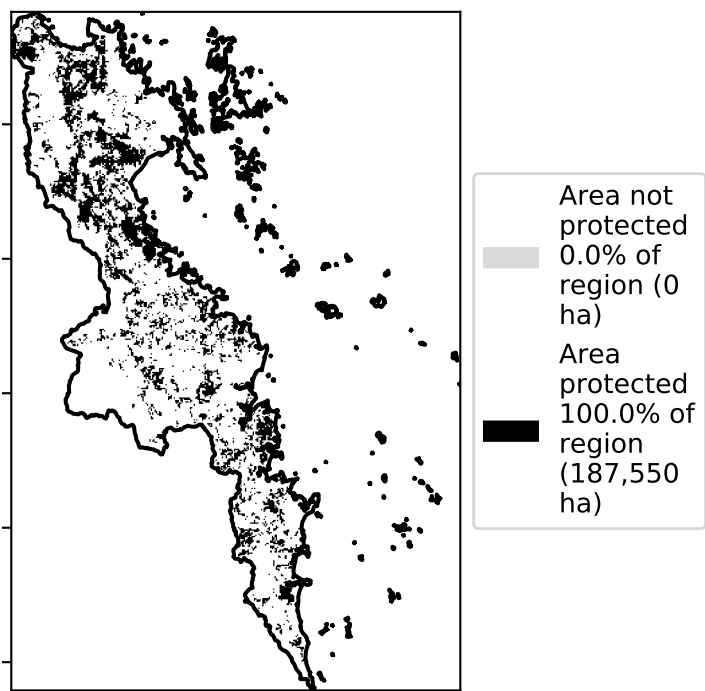 Area not
protected
0.0% of
region (0
ha)
Area
protected
100.0% of
region
(187,550
ha)